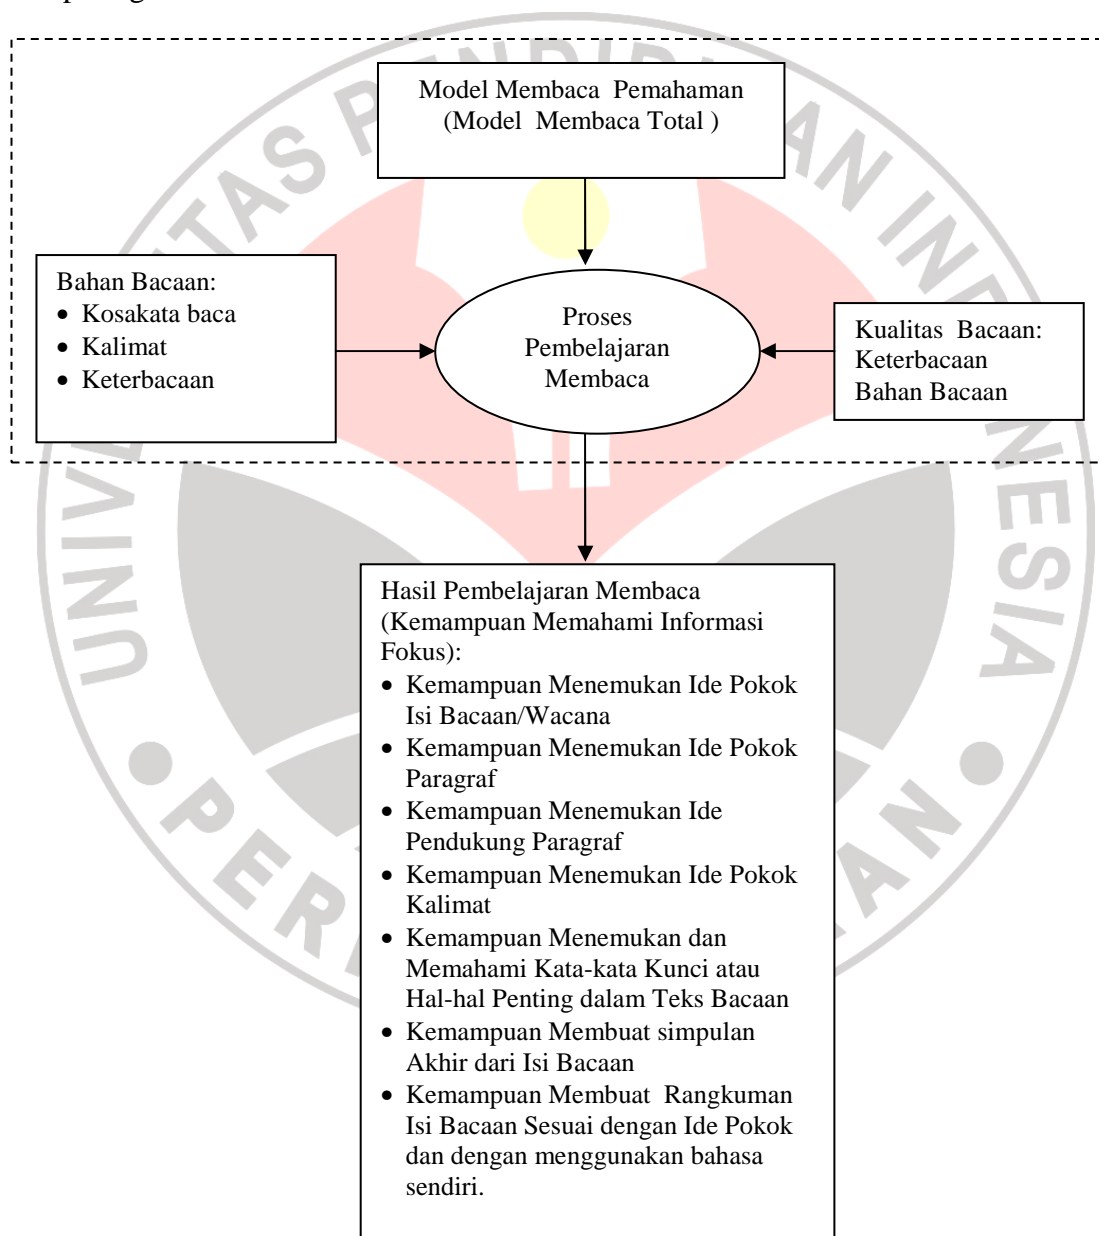 Model Membaca Pemahaman
(Model Membaca Total )
Bahan Bacaan:
• Kosakata baca
• Kalimat
• Keterbacaan
Proses
Pembelajaran
Membaca
Kualitas Bacaan:
Keterbacaan
Bahan Bacaan
Hasil Pembelajaran Membaca
(Kemampuan Memahami Informasi
Fokus):
• Kemampuan Menemukan Ide Pokok
Isi Bacaan/Wacana
• Kemampuan Menemukan Ide Pokok
Paragraf
• Kemampuan Menemukan Ide
Pendukung Paragraf
• Kemampuan Menemukan Ide Pokok
Kalimat
• Kemampuan Menemukan dan
Memahami Kata-kata Kunci atau
Hal-hal Penting dalam Teks Bacaan
• Kemampuan Membuat simpulan
Akhir dari Isi Bacaan
• Kemampuan Membuat Rangkuman
Isi Bacaan Sesuai dengan Ide Pokok
dan dengan menggunakan bahasa
sendiri.